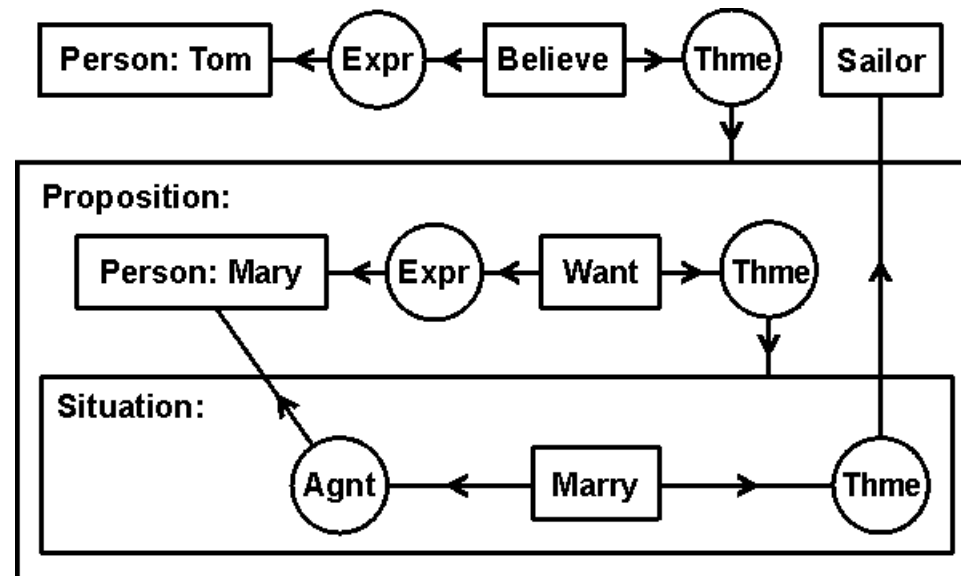 Person: Tom Expr Believe Thme Sailor
Proposition:
Person: Mary Expr Want Thme
Situation:
Agnt Marry Thme